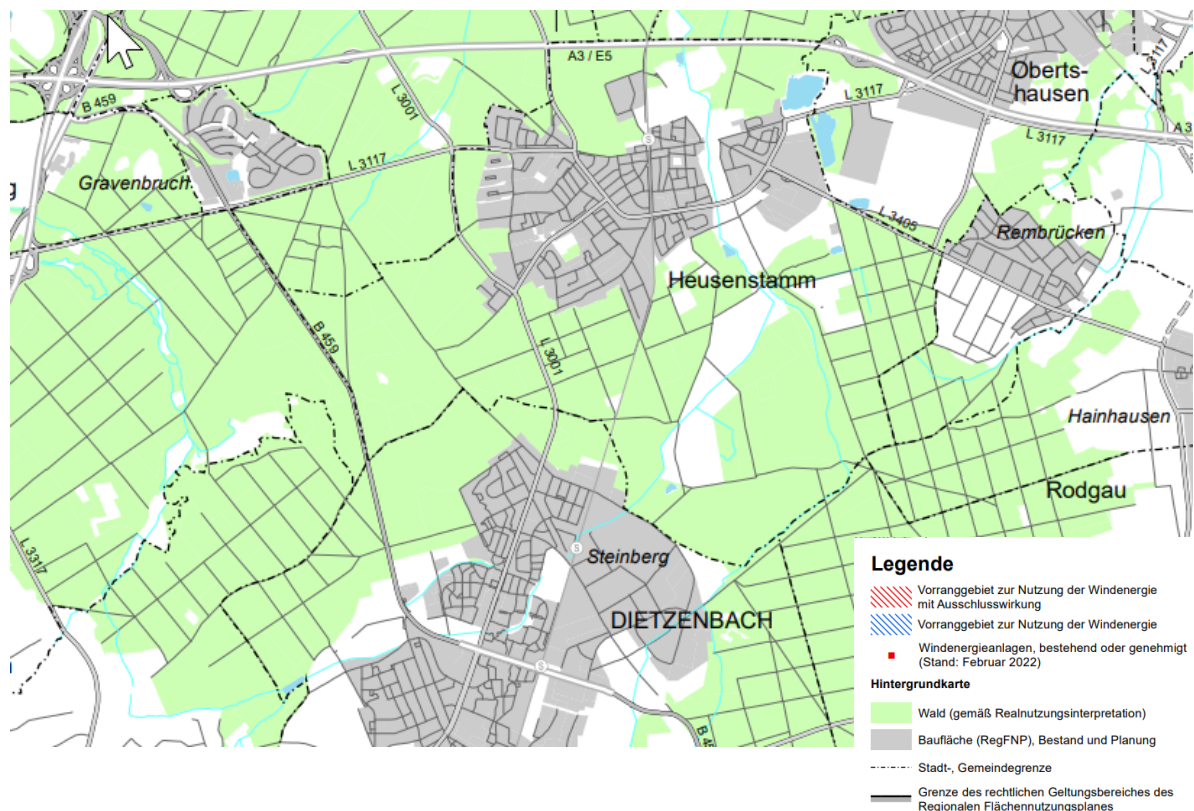 A3 / E5
L 3117
Oberts-
hausen
B 459
L 3001
L 3117
L 3117
A3
L 3117
Gravenbruch
g
L 3405
Rembrücken
Heusenstamm
B 459
L 3001
Hainhausen
Rodgau
L 3317
S
S
Steinberg
DIETZENBACH
S
B 45
Legende
Vorranggebiet zur Nutzung der Windenergie
mit Ausschlusswirkung
Vorranggebiet zur Nutzung der Windenergie
Windenergieanlagen, bestehend oder genehmigt
(Stand: Februar 2022)
Hintergrundkarte
Wald (gemäß Realnutzungsinterpretation)
Baufläche (RegFNP), Bestand und Planung
Stadt-, Gemeindegrenze
Grenze des rechtlichen Geltungsbereiches des
Regionalen Flächennutzungsplanes